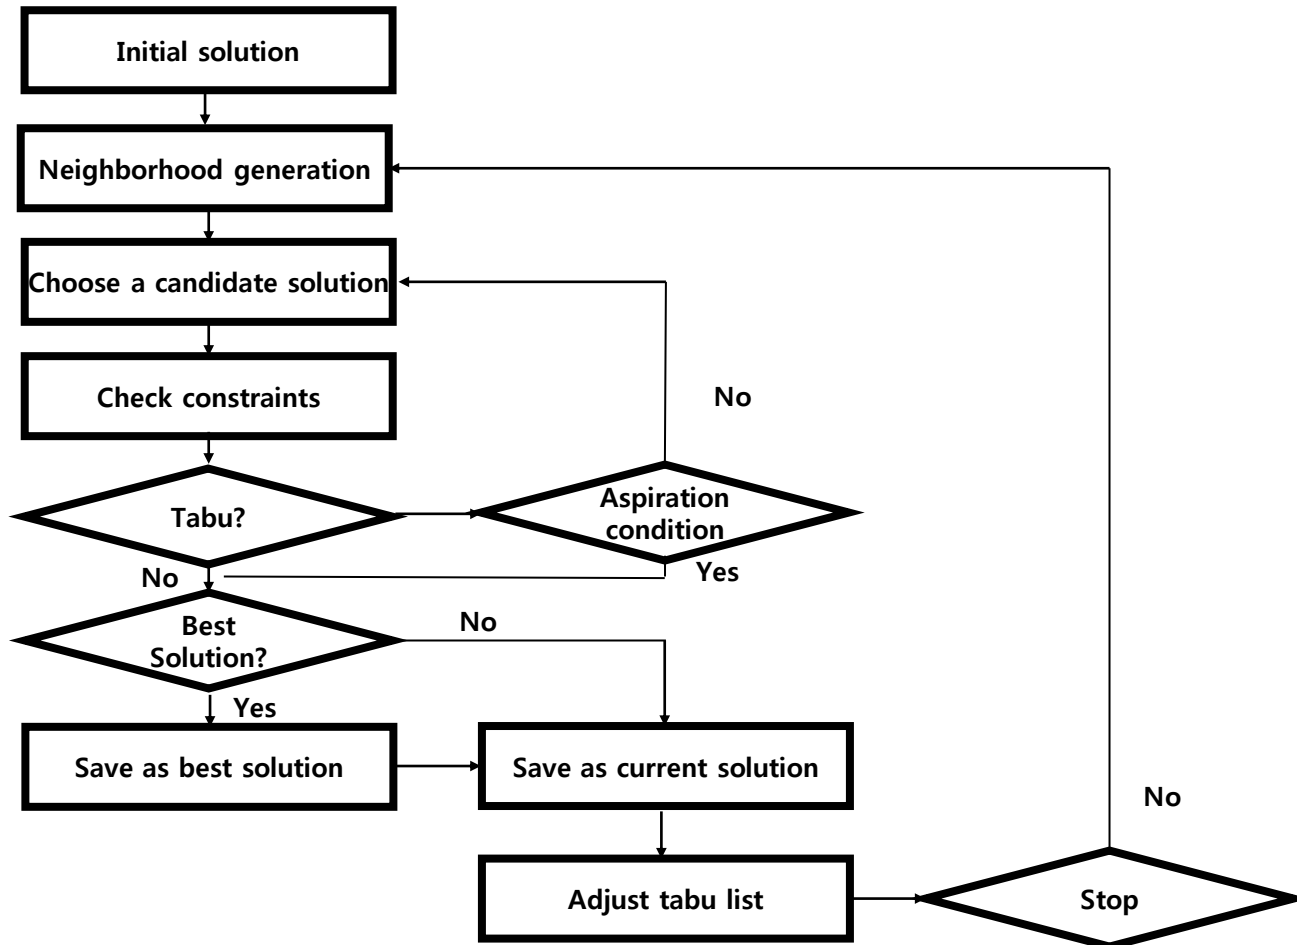 Initial solution
Neighborhood generation
Choose a candidate solution
Check constraints
No
Tabu?
Aspiration
condition
No
Yes
Best
Solution?
No
Yes
Save as best solution
Save as current solution
No
Adjust tabu list
Stop